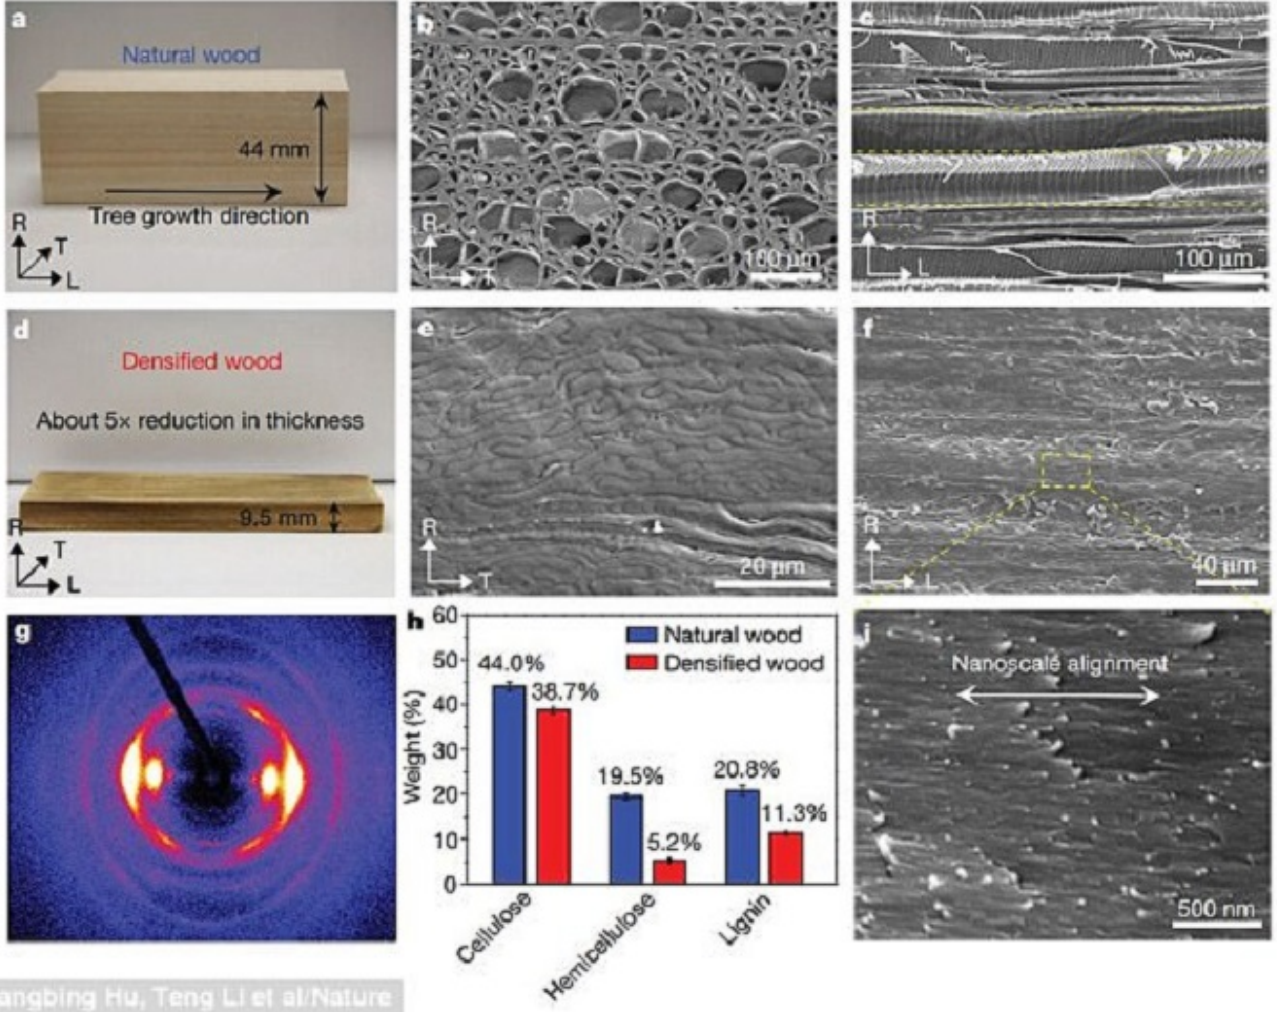 a
Natural wood
44 mm
Tree growth direction
R
T
L
b
R
T
100 µm
c
R
L
100 µm
d
Densified wood
About 5x reduction in thickness
9.5 mm
R
T
L
e
R
T
20 µm
f
R
L
40 µm
g
h
60
50
40
30
20
10
0
Weight (%)
Natural wood
Densified wood
44.0%
38.7%
19.5%
5.2%
20.8%
11.3%
Cellulose
Hemicellulose
Lignin
i
Nanoscale alignment
500 nm
angbing Hu, Teng Li et al/Nature